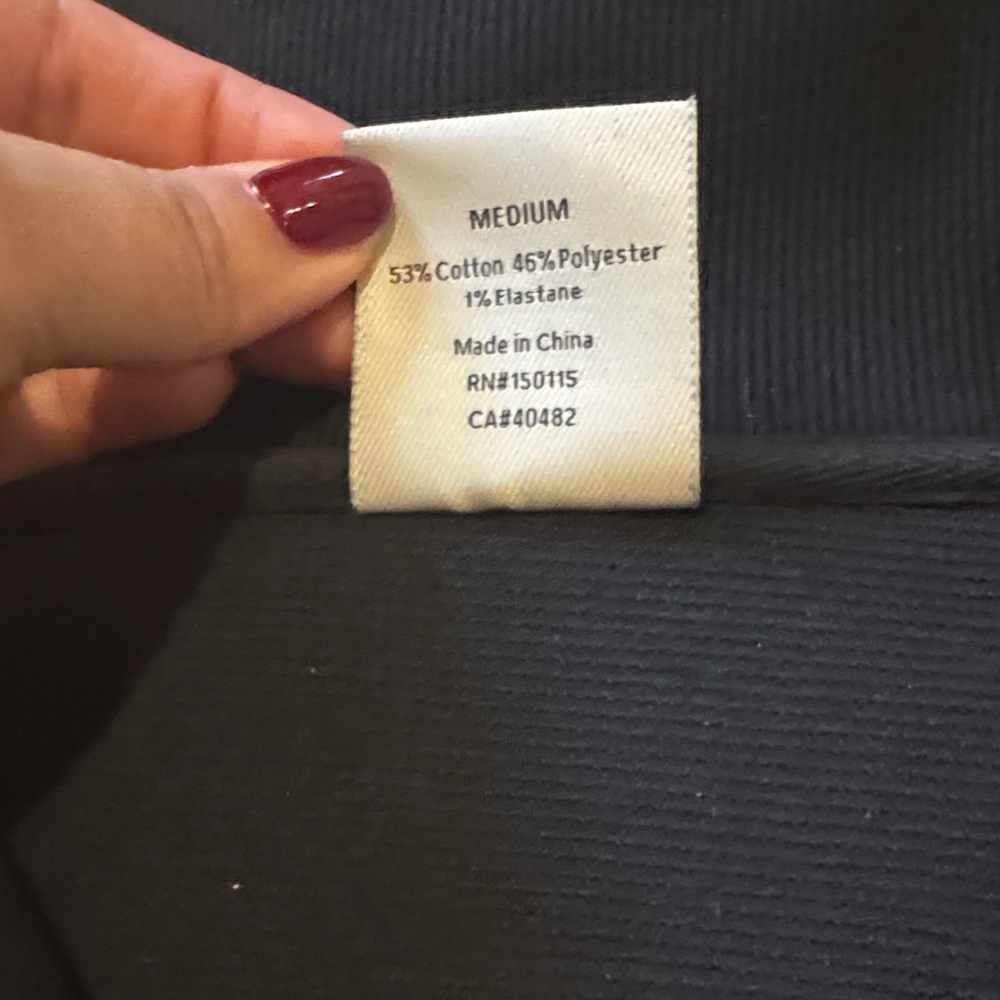 MEDIUM
53% Cotton 46% Polyester
1% Elastane
Made in China
RN#150115
CA#40482